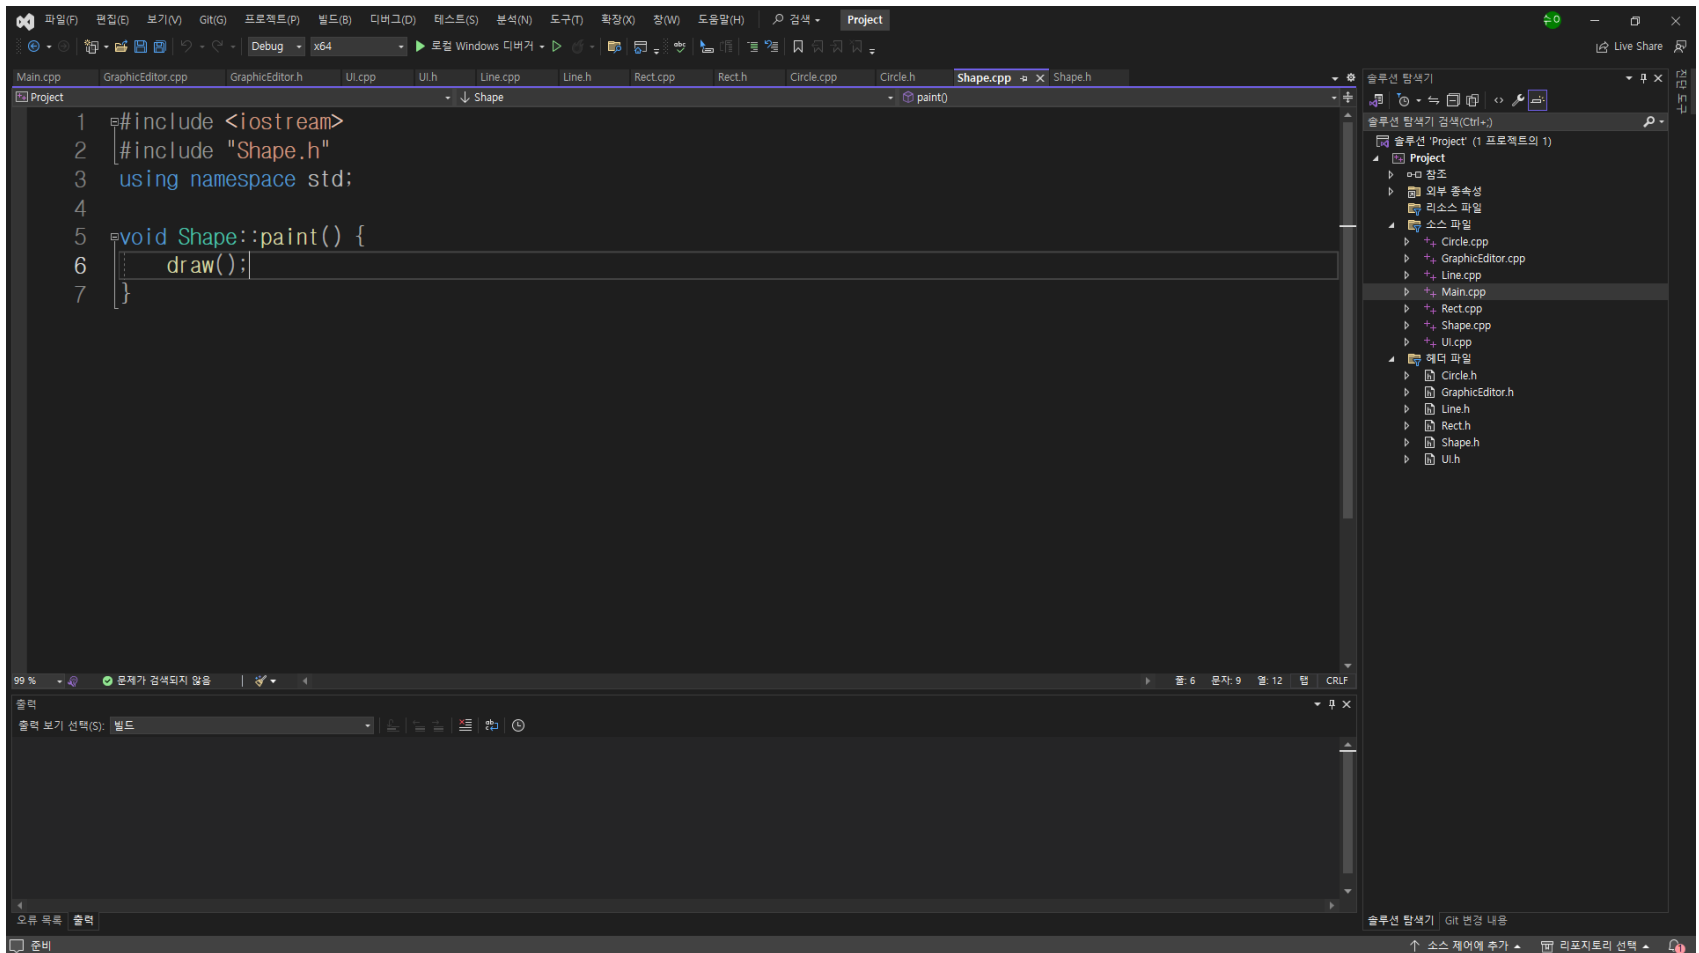 파일(F) 편집(E) 보기(V) Git(G) 프로젝트(P) 빌드(B) 디버그(D) 테스트(S) 분석(N) 도구(T) 확장(X) 창(W) 도움말(H) 검색 Project
Debug x64 로컬 Windows 디버거 Live Share
Main.cpp GraphicEditor.cpp GraphicEditor.h UI.cpp UI.h Line.cpp Line.h Rect.cpp Rect.h Circle.cpp Circle.h Shape.cpp Shape.h
Project Shape paint()
1 #include <iostream>
2 #include "Shape.h"
3 using namespace std;
4
5 void Shape::paint() {
6 draw();
7 }
99 % 문제가 검색되지 않음 줄: 6 문자: 9 열: 12 탭 CRLF
출력
출력 보기 선택(S): 빌드
오류 목록 출력
솔루션 탐색기
솔루션 탐색기 검색(Ctrl+;)
솔루션 'Project' (1 프로젝트의 1)
Project
참조
외부 종속성
리소스 파일
소스 파일
Circle.cpp
GraphicEditor.cpp
Line.cpp
Main.cpp
Rect.cpp
Shape.cpp
UI.cpp
헤더 파일
Circle.h
GraphicEditor.h
Line.h
Rect.h
Shape.h
UI.h
솔루션 탐색기 Git 변경 내용
진단 도구
준비 소스 제어에 추가 리포지토리 선택 1